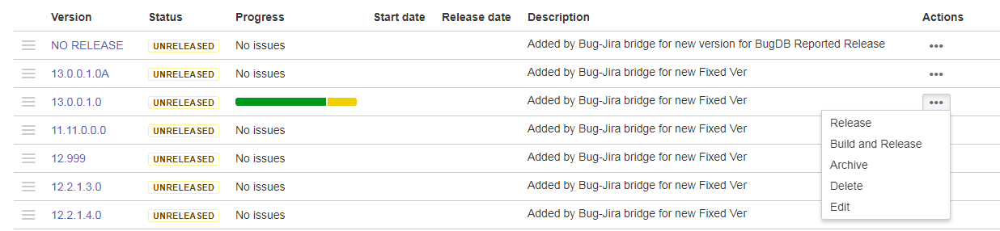 Version Status Progress Start date Release date Description Actions
NO RELEASE UNRELEASED No issues Added by Bug-Jira bridge for new version for BugDB Reported Release •••
13.0.0.1.0A UNRELEASED No issues Added by Bug-Jira bridge for new Fixed Ver •••
13.0.0.1.0 UNRELEASED Added by Bug-Jira bridge for new Fixed Ver •••
11.11.0.0.0 UNRELEASED No issues Added by Bug-Jira bridge for new Fixed Ver
12.999 UNRELEASED No issues Added by Bug-Jira bridge for new Fixed Ver
12.2.1.3.0 UNRELEASED No issues Added by Bug-Jira bridge for new Fixed Ver
12.2.1.4.0 UNRELEASED No issues Added by Bug-Jira bridge for new Fixed Ver
Release
Build and Release
Archive
Delete
Edit